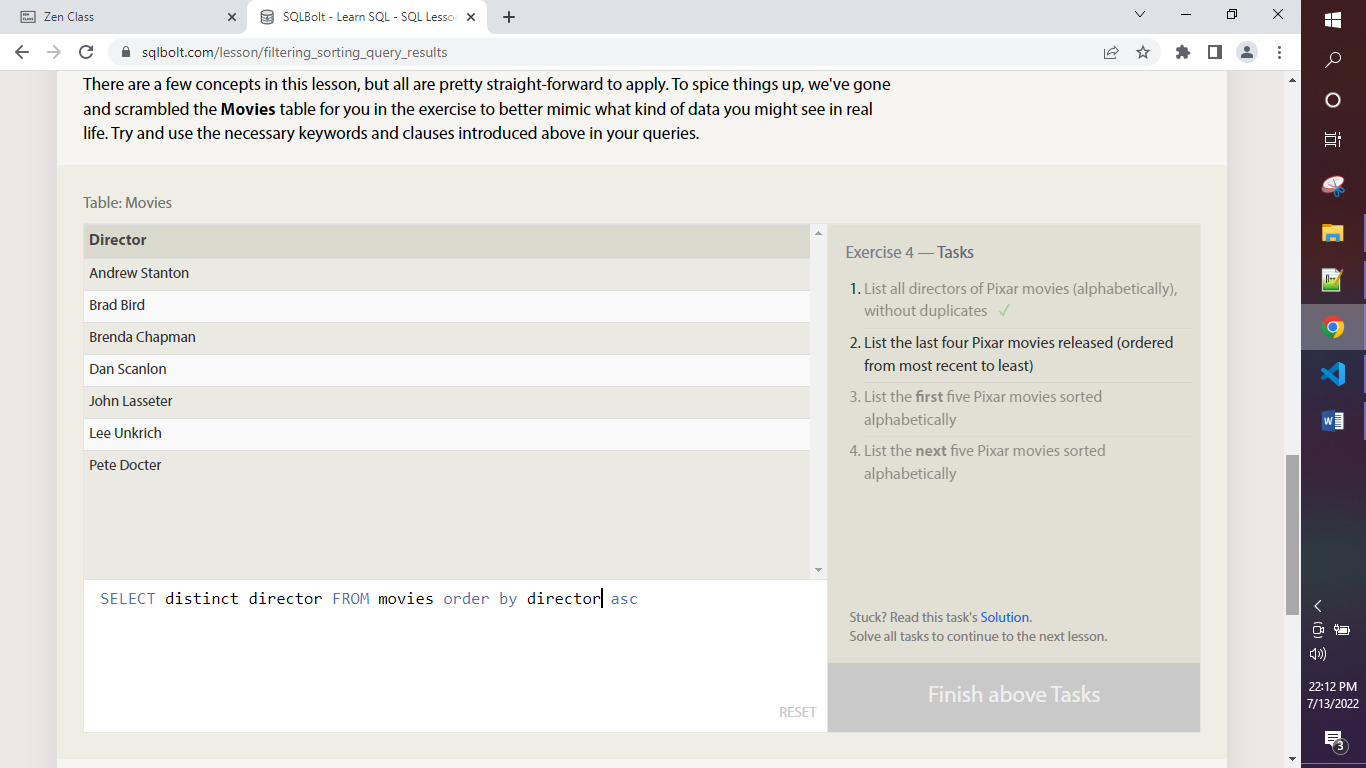 Zen Class
SQLBolt - Learn SQL - SQL Lesson
sqlbolt.com/lesson/filtering_sorting_query_results
There are a few concepts in this lesson, but all are pretty straight-forward to apply. To spice things up, we've gone
and scrambled the Movies table for you in the exercise to better mimic what kind of data you might see in real
life. Try and use the necessary keywords and clauses introduced above in your queries.
Table: Movies
Director
Andrew Stanton
Brad Bird
Brenda Chapman
Dan Scanlon
John Lasseter
Lee Unkrich
Pete Docter
SELECT distinct director FROM movies order by director asc
RESET
Exercise 4 — Tasks
1. List all directors of Pixar movies (alphabetically),
without duplicates ✓
2. List the last four Pixar movies released (ordered
from most recent to least)
3. List the first five Pixar movies sorted
alphabetically
4. List the next five Pixar movies sorted
alphabetically
Stuck? Read this task's Solution.
Solve all tasks to continue to the next lesson.
Finish above Tasks
22:12 PM
7/13/2022
3